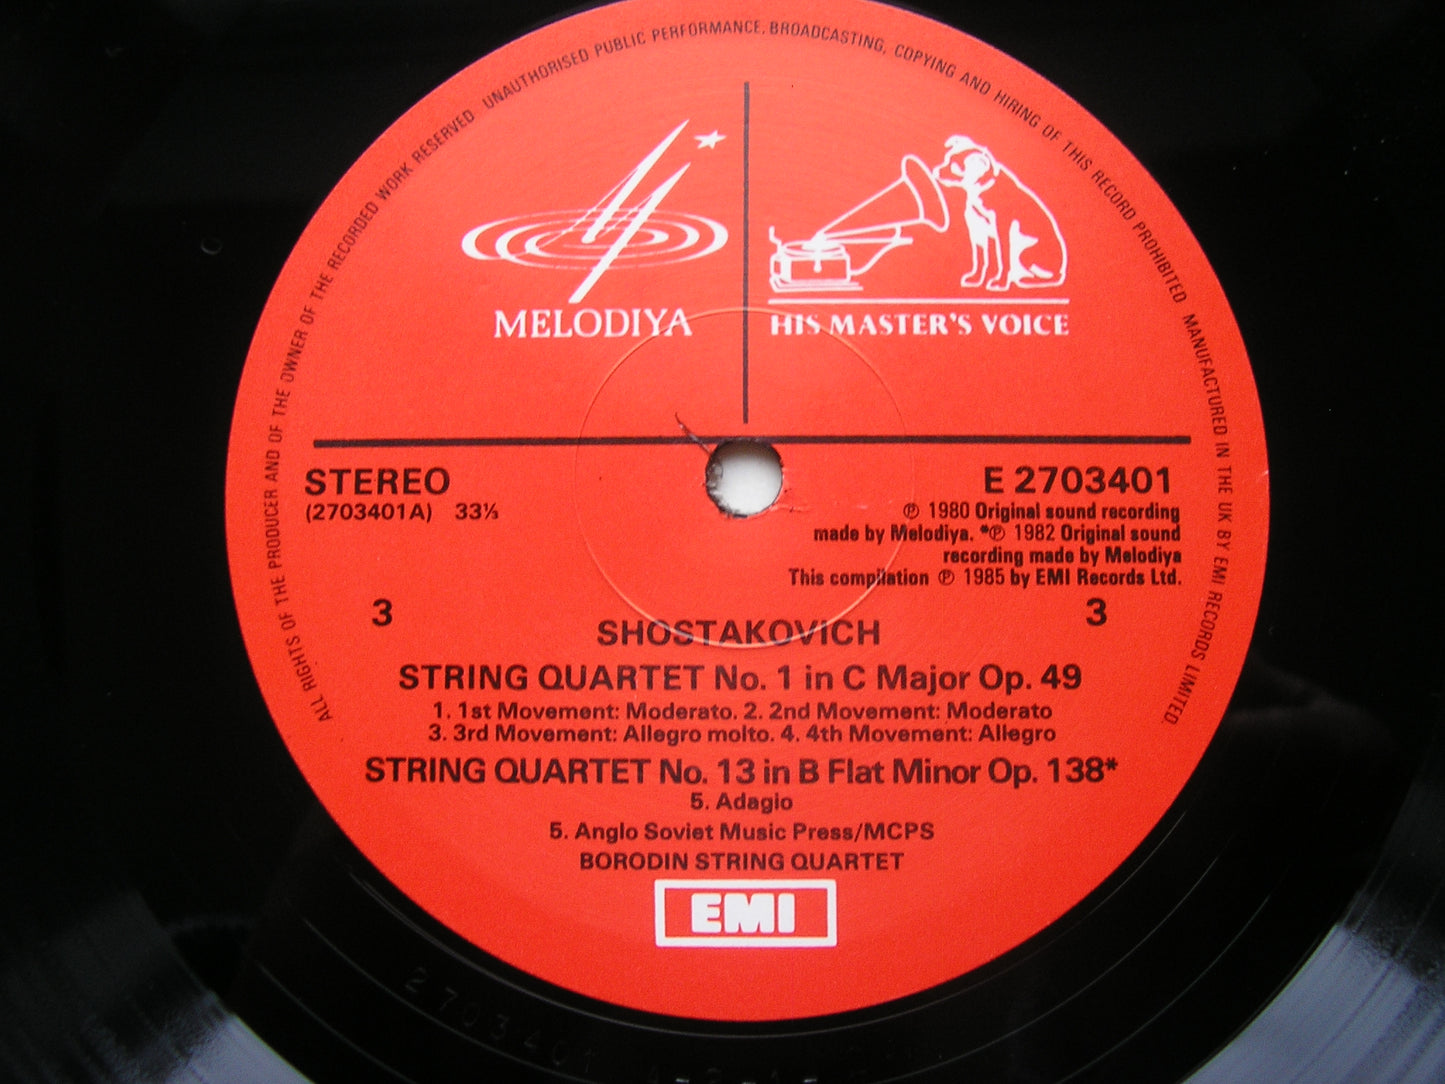 ALL RIGHTS OF THE PRODUCER AND OF THE OWNER OF THE RECORDED WORK RESERVED. UNAUTHORISED PUBLIC PERFORMANCE, BROADCASTING, COPYING AND HIRING OF THIS RECORD PROHIBITED. MANUFACTURED IN THE UK BY EMI RECORDS LIMITED.
MELODIYA
HIS MASTER'S VOICE
STEREO
(2703401A) 33⅓
E 2703401
℗ 1980 Original sound recording
made by Melodiya. *℗ 1982 Original sound
recording made by Melodiya
This compilation ℗ 1985 by EMI Records Ltd.
3
3
SHOSTAKOVICH
STRING QUARTET No. 1 in C Major Op. 49
1. 1st Movement: Moderato. 2. 2nd Movement: Moderato
3. 3rd Movement: Allegro molto. 4. 4th Movement: Allegro
STRING QUARTET No. 13 in B Flat Minor Op. 138*
5. Adagio
5. Anglo Soviet Music Press/MCPS
BORODIN STRING QUARTET
EMI
2703401